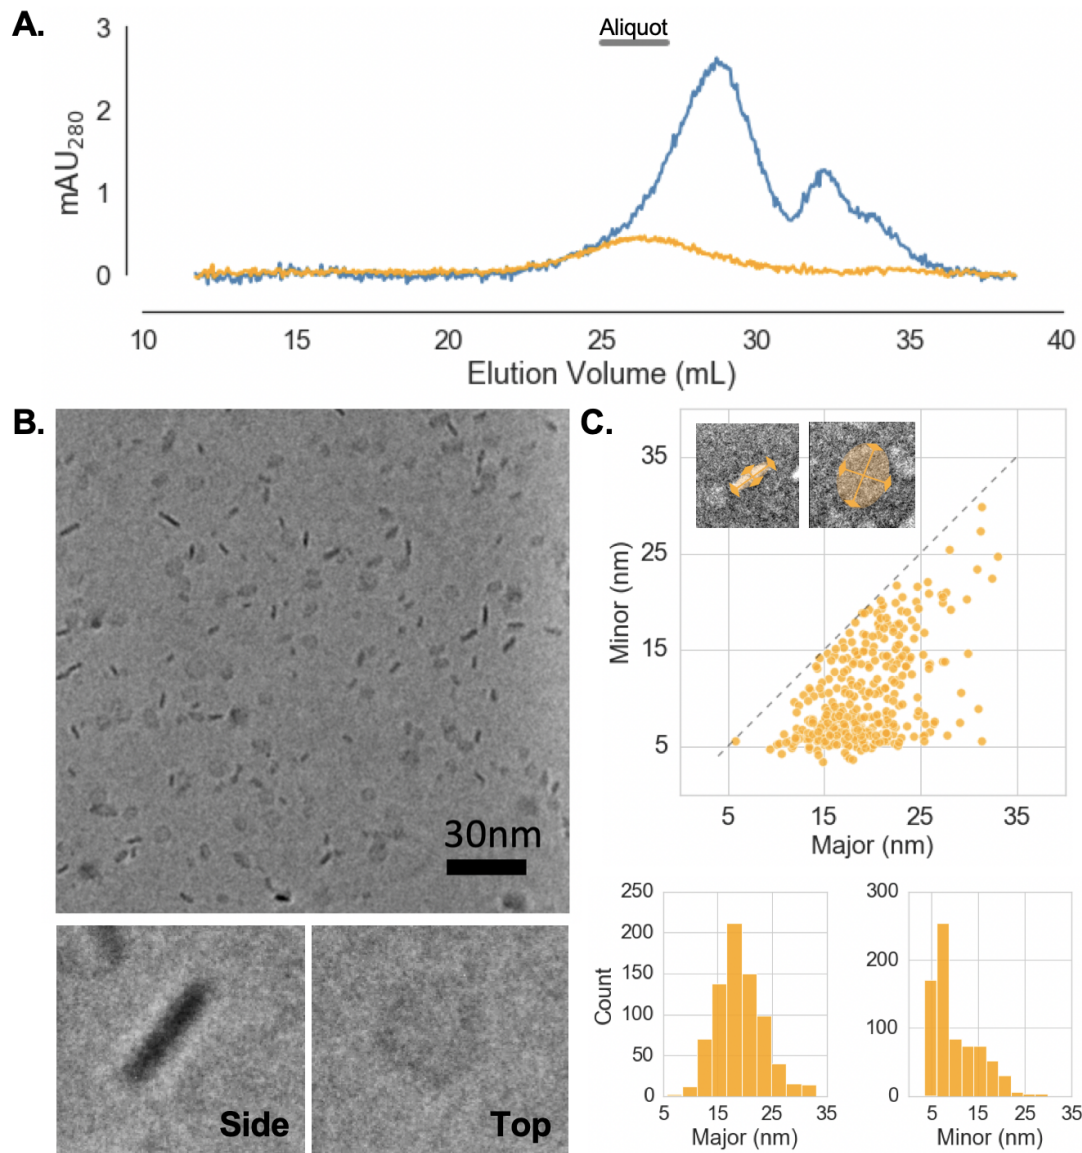 A.
Aliquot
3
2
1
0
mAU280
10 15 20 25 30 35 40
Elution Volume (mL)
B.
30nm
Side
Top
C.
35
25
15
5
Minor (nm)
5 15 25 35
Major (nm)
250
200
150
100
50
0
Count
5 15 25 35
Major (nm)
300
200
100
0
5 15 25 35
Minor (nm)